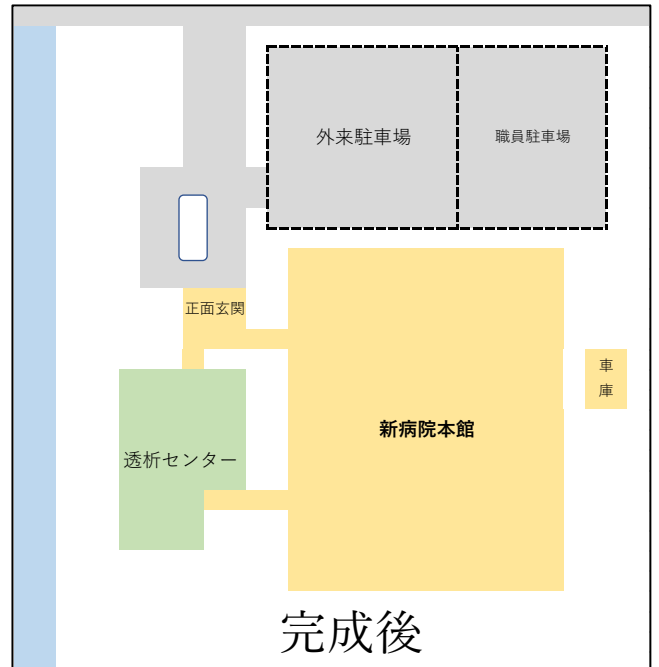 外来駐車場
職員駐車場
正面玄関
車
庫
新病院本館
透析センター
完成後